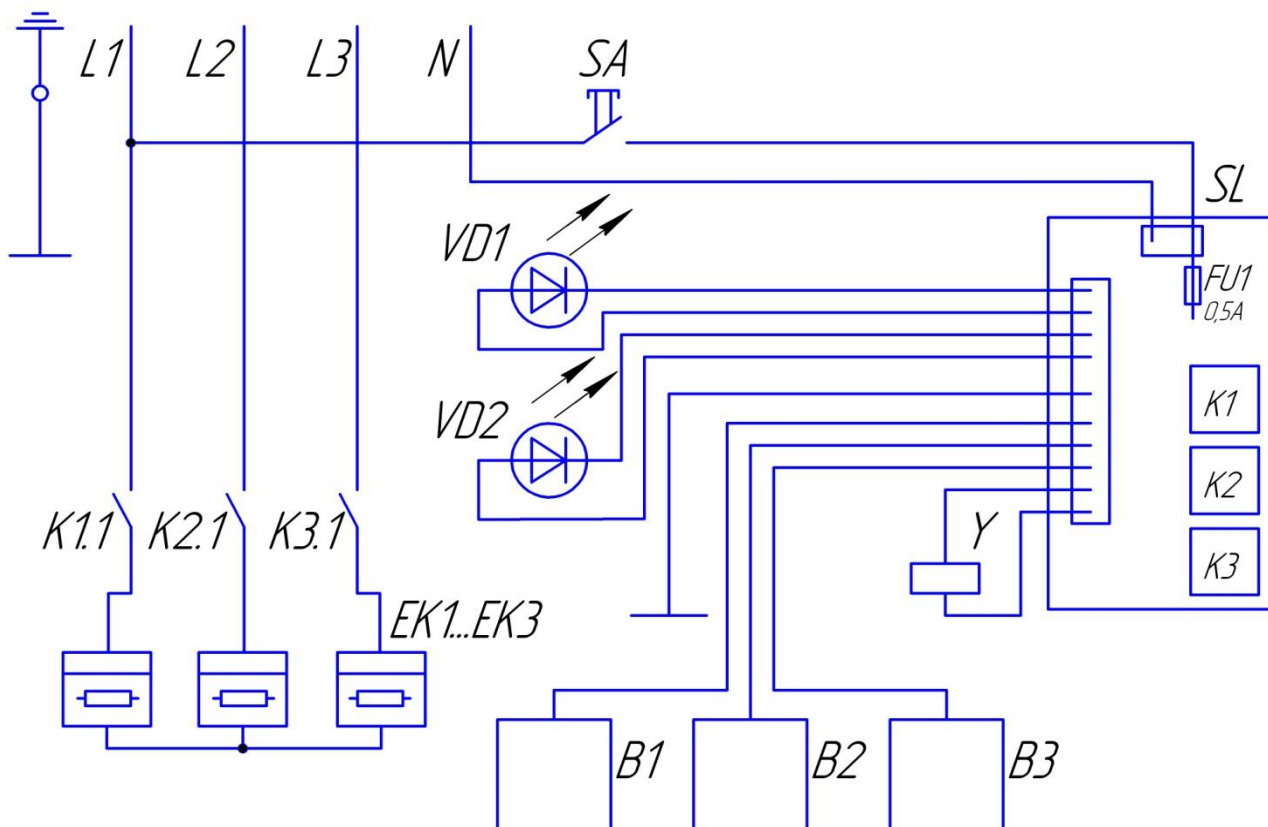 L1 L2 L3 N SA
SL
VD1
FU1
0,5A
VD2
K1
K2
K1.1 K2.1 K3.1 Y
K3
EK1...EK3
B1 B2 B3